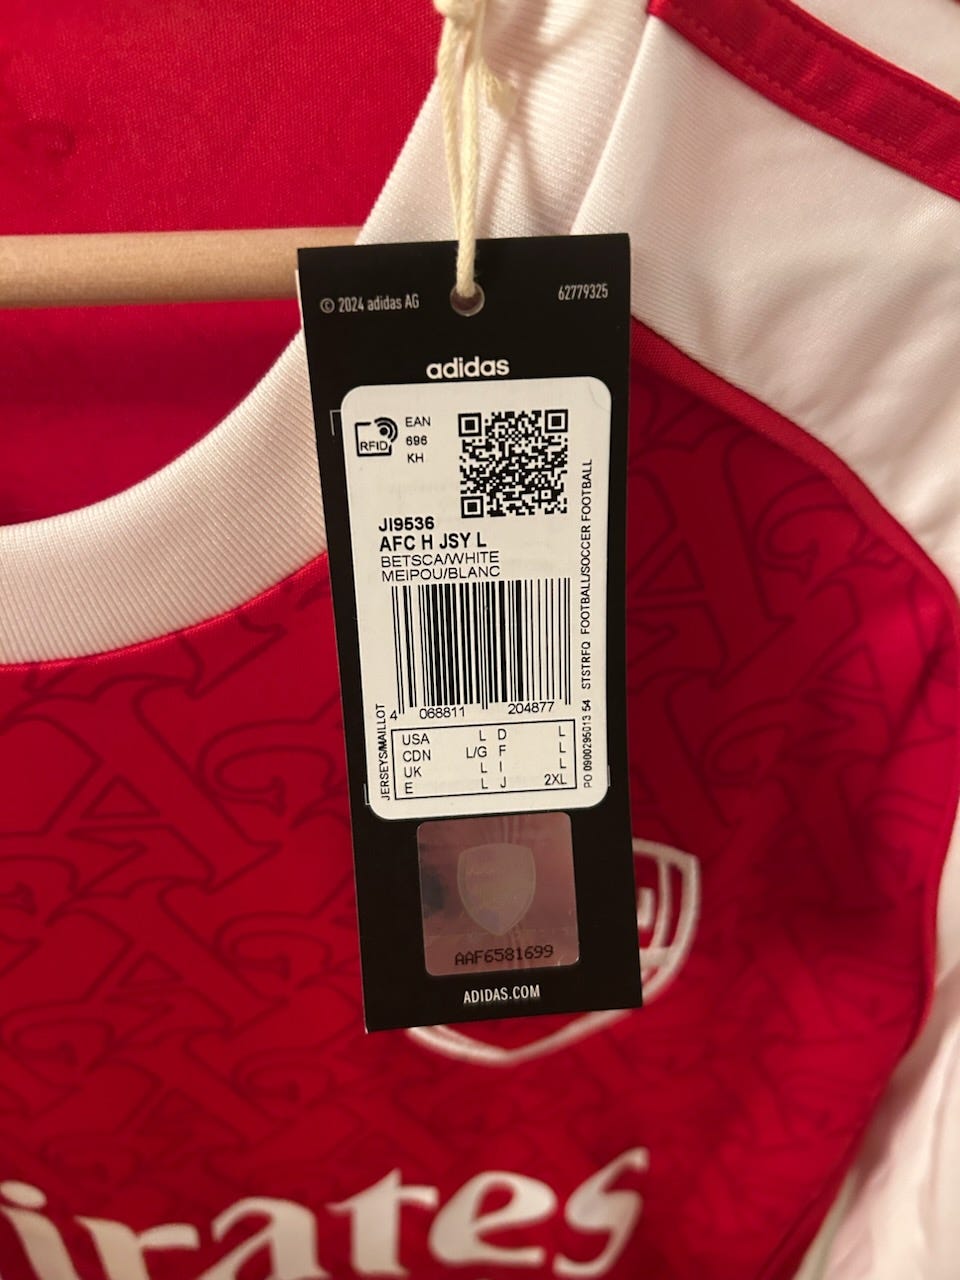 © 2024 adidas AG
62779325
adidas
RFID
EAN
696
KH
JI9536
AFC H JSY L
BETSCA/WHITE
MEIPOU/BLANC
4 068811 204877
JERSEYS/MAILLOT
PO 0900295013 54 STSTRFQ FOOTBALL/SOCCER FOOTBALL
USA L D L
CDN L/G F L
UK L I L
E L J 2XL
AAF6581699
ADIDAS.COM
irates